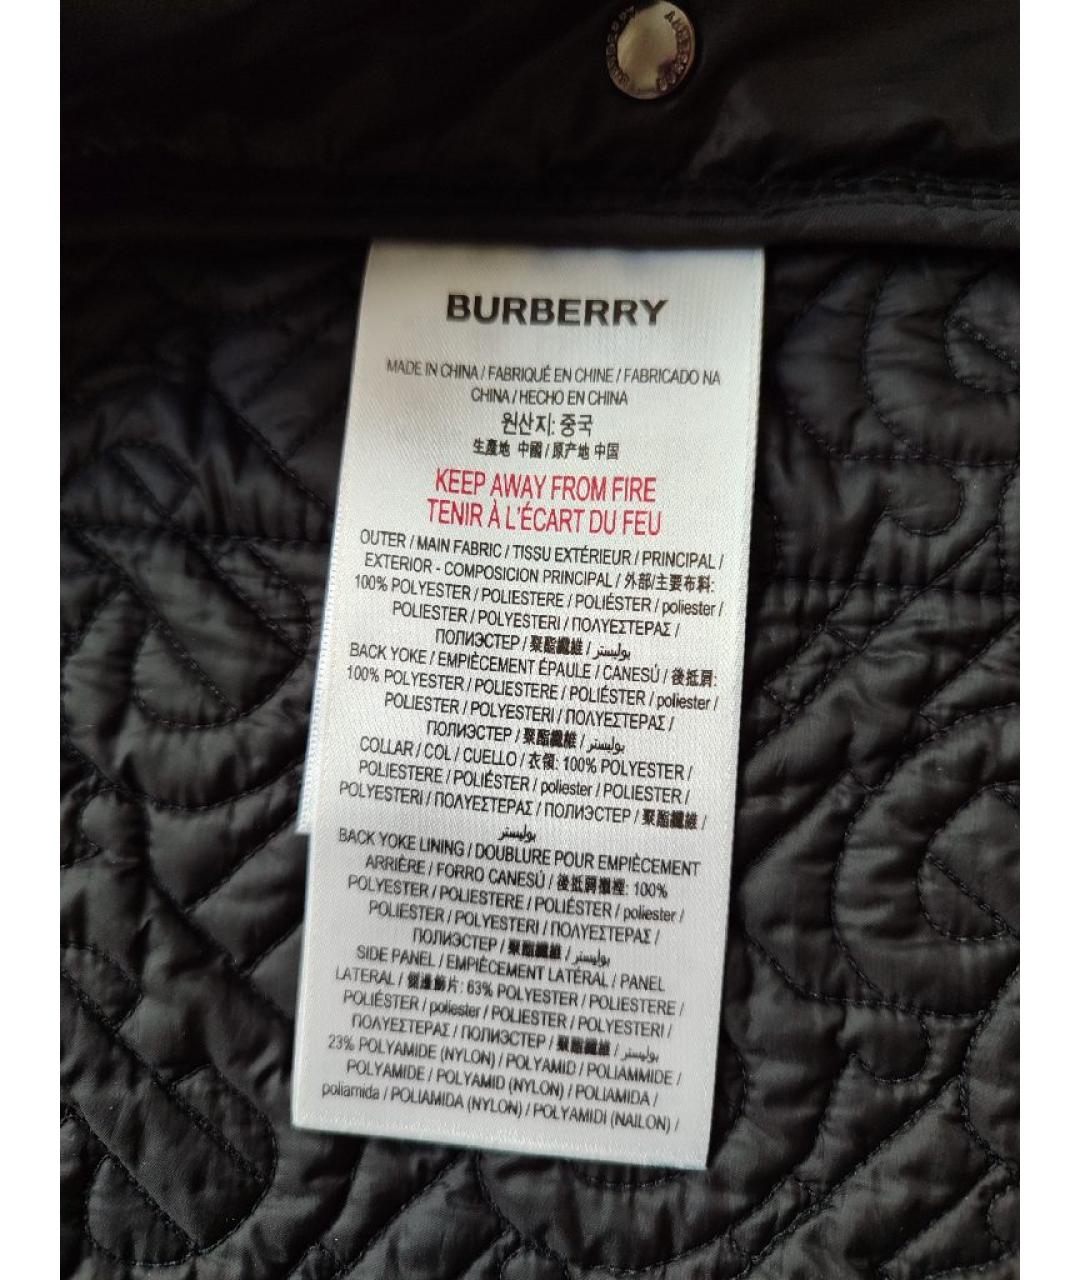 BURBERRY
MADE IN CHINA / FABRIQUÉ EN CHINE / FABRICADO NA
CHINA / HECHO EN CHINA
원산지: 중국
生產地 中國 / 原产地 中国
KEEP AWAY FROM FIRE
TENIR À L'ÉCART DU FEU
OUTER / MAIN FABRIC / TISSU EXTÉRIEUR / PRINCIPAL /
EXTERIOR - COMPOSICION PRINCIPAL / 外部/主要布料:
100% POLYESTER / POLIESTERE / POLIÉSTER / poliester /
POLIESTER / POLYESTERI / ΠΟΛΥΕΣΤΕΡΑΣ /
ПОЛИЭСТЕР / 聚酯纖維 / بوليستر
BACK YOKE / EMPIÈCEMENT ÉPAULE / CANESÚ / 後抵肩:
100% POLYESTER / POLIESTERE / POLIÉSTER / poliester /
POLIESTER / POLYESTERI / ΠΟΛΥΕΣΤΕΡΑΣ /
ПОЛИЭСТЕР / 聚酯纖維 / بوليستر
COLLAR / COL / CUELLO / 衣領: 100% POLYESTER /
POLIESTERE / POLIÉSTER / poliester / POLIESTER /
POLYESTERI / ΠΟΛΥΕΣΤΕΡΑΣ / ПОЛИЭСТЕР / 聚酯纖維 /
بوليستر
BACK YOKE LINING / DOUBLURE POUR EMPIÈCEMENT
ARRIÈRE / FORRO CANESÚ / 後抵肩襯裡: 100%
POLYESTER / POLIESTERE / POLIÉSTER / poliester /
POLIESTER / POLYESTERI / ΠΟΛΥΕΣΤΕΡΑΣ /
ПОЛИЭСТЕР / 聚酯纖維 / بوليستر
SIDE PANEL / EMPIÈCEMENT LATÉRAL / PANEL
LATERAL / 側邊飾片: 63% POLYESTER / POLIESTERE /
POLIÉSTER / poliester / POLIESTER / POLYESTERI /
ΠΟΛΥΕΣΤΕΡΑΣ / ПОЛИЭСТЕР / 聚酯纖維 / بوليستر
23% POLYAMIDE (NYLON) / POLYAMID / POLIAMMIDE /
POLYAMIDE / POLYAMID (NYLON) / POLIAMIDA /
poliamida / POLIAMIDA (NYLON) / POLYAMIDI (NAILON) /